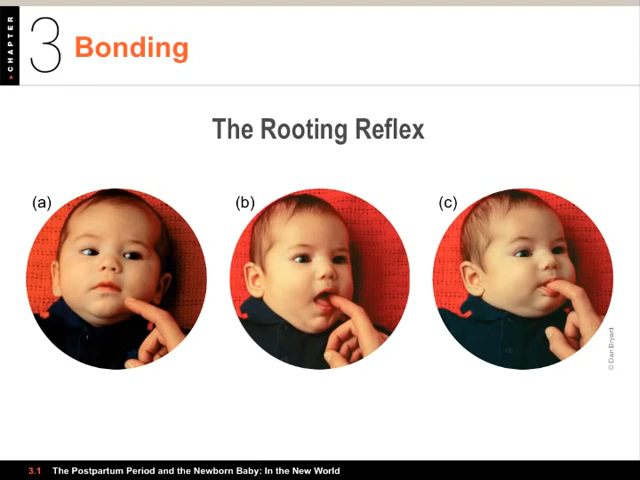 CHAPTER
3 Bonding
The Rooting Reflex
(a) (b) (c)
© Dan Bryant
3.1 The Postpartum Period and the Newborn Baby: In the New World